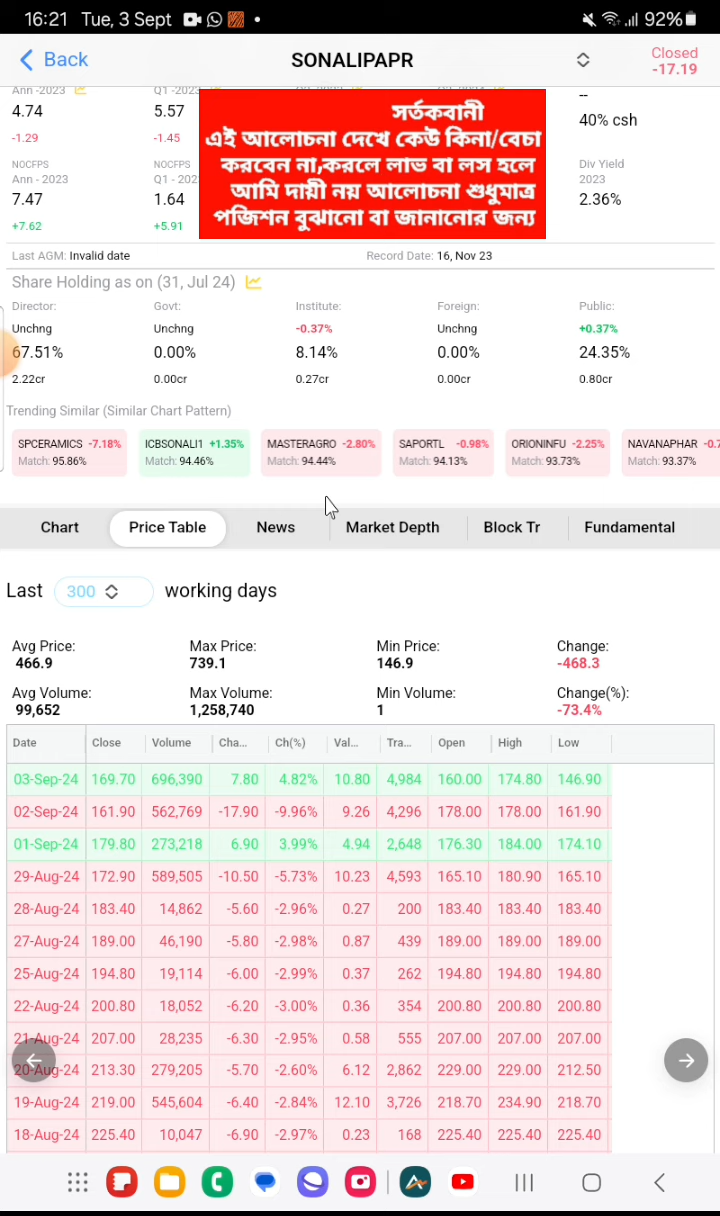 16:21 Tue, 3 Sept • 92%
Back SONALIPAPR Closed
-17.19
Ann -2023 Q1 -2023
4.74 5.57 --
-1.29 -1.45 40% csh
সর্তকবানী
এই আলোচনা দেখে কেউ কিনা/বেচা
করবেন না,করলে লাভ বা লস হলে
আমি দায়ী নয় আলোচনা শুধুমাত্র
পজিশন বুঝানো বা জানানোর জন্য
NOCFPS NOCFPS Div Yield
Ann - 2023 Q1 - 202 2023
7.47 1.64 2.36%
+7.62 +5.91
Last AGM: Invalid date Record Date: 16, Nov 23
Share Holding as on (31, Jul 24)
Director: Govt: Institute: Foreign: Public:
Unchng Unchng -0.37% Unchng +0.37%
67.51% 0.00% 8.14% 0.00% 24.35%
2.22cr 0.00cr 0.27cr 0.00cr 0.80cr
Trending Similar (Similar Chart Pattern)
SPCERAMICS -7.18% ICBSONALI1 +1.35% MASTERAGRO -2.80% SAPORTL -0.98% ORIONINFU -2.25% NAVANAPHAR -0.7
Match: 95.86% Match: 94.46% Match: 94.44% Match: 94.13% Match: 93.73% Match: 93.37%
Chart Price Table News Market Depth Block Tr Fundamental
Last 300 working days
Avg Price: Max Price: Min Price: Change:
466.9 739.1 146.9 -468.3
Avg Volume: Max Volume: Min Volume: Change(%):
99,652 1,258,740 1 -73.4%
Date Close Volume Cha... Ch(%) Val... Tra... Open High Low
03-Sep-24 169.70 696,390 7.80 4.82% 10.80 4,984 160.00 174.80 146.90
02-Sep-24 161.90 562,769 -17.90 -9.96% 9.26 4,296 178.00 178.00 161.90
01-Sep-24 179.80 273,218 6.90 3.99% 4.94 2,648 176.30 184.00 174.10
29-Aug-24 172.90 589,505 -10.50 -5.73% 10.23 4,593 165.10 180.90 165.10
28-Aug-24 183.40 14,862 -5.60 -2.96% 0.27 200 183.40 183.40 183.40
27-Aug-24 189.00 46,190 -5.80 -2.98% 0.87 439 189.00 189.00 189.00
25-Aug-24 194.80 19,114 -6.00 -2.99% 0.37 262 194.80 194.80 194.80
22-Aug-24 200.80 18,052 -6.20 -3.00% 0.36 354 200.80 200.80 200.80
21-Aug-24 207.00 28,235 -6.30 -2.95% 0.58 555 207.00 207.00 207.00
20-Aug-24 213.30 279,205 -5.70 -2.60% 6.12 2,862 229.00 229.00 212.50
19-Aug-24 219.00 545,604 -6.40 -2.84% 12.10 3,726 218.70 234.90 218.70
18-Aug-24 225.40 10,047 -6.90 -2.97% 0.23 168 225.40 225.40 225.40